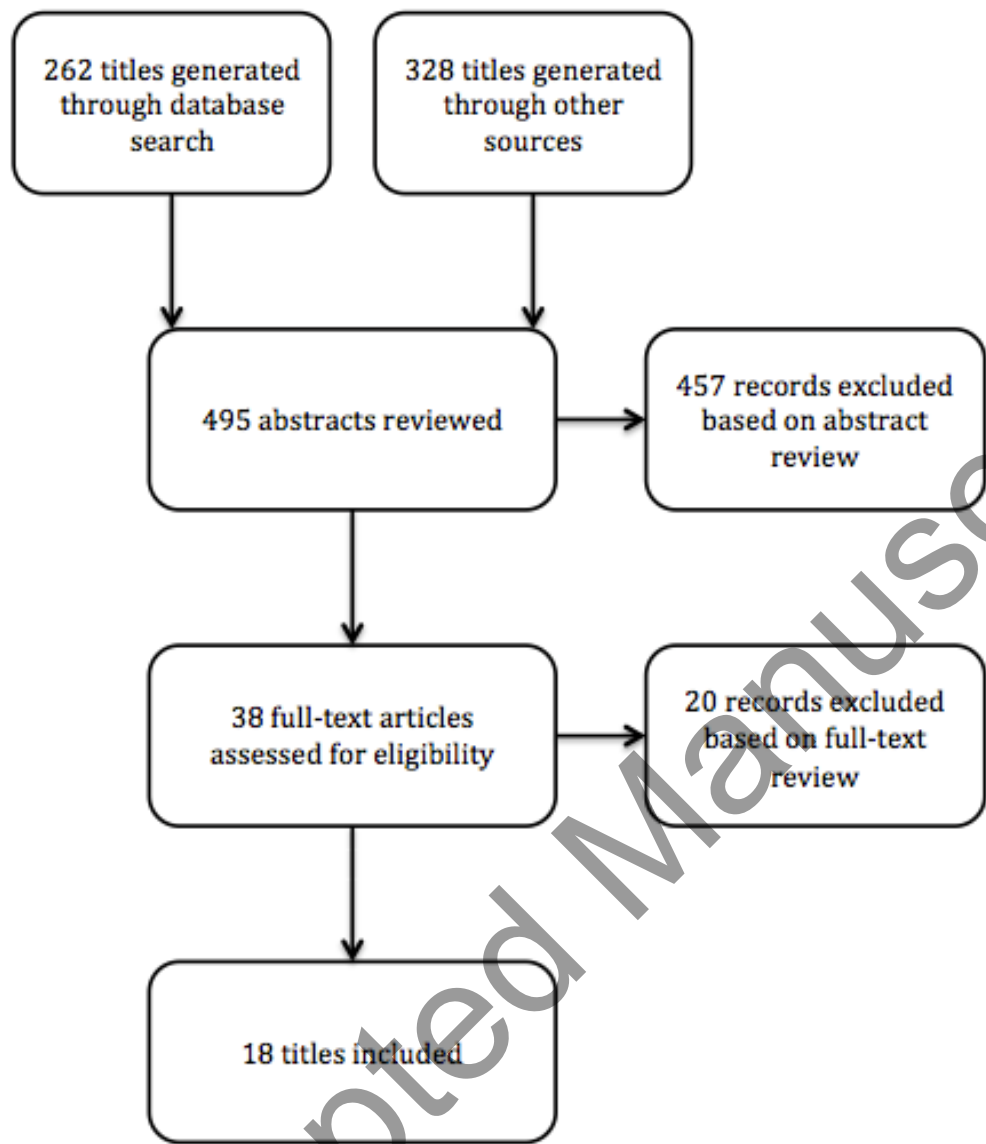 262 titles generated
through database
search
328 titles generated
through other
sources
495 abstracts reviewed
457 records excluded
based on abstract
review
38 full-text articles
assessed for eligibility
20 records excluded
based on full-text
review
18 titles included
pted Manusc